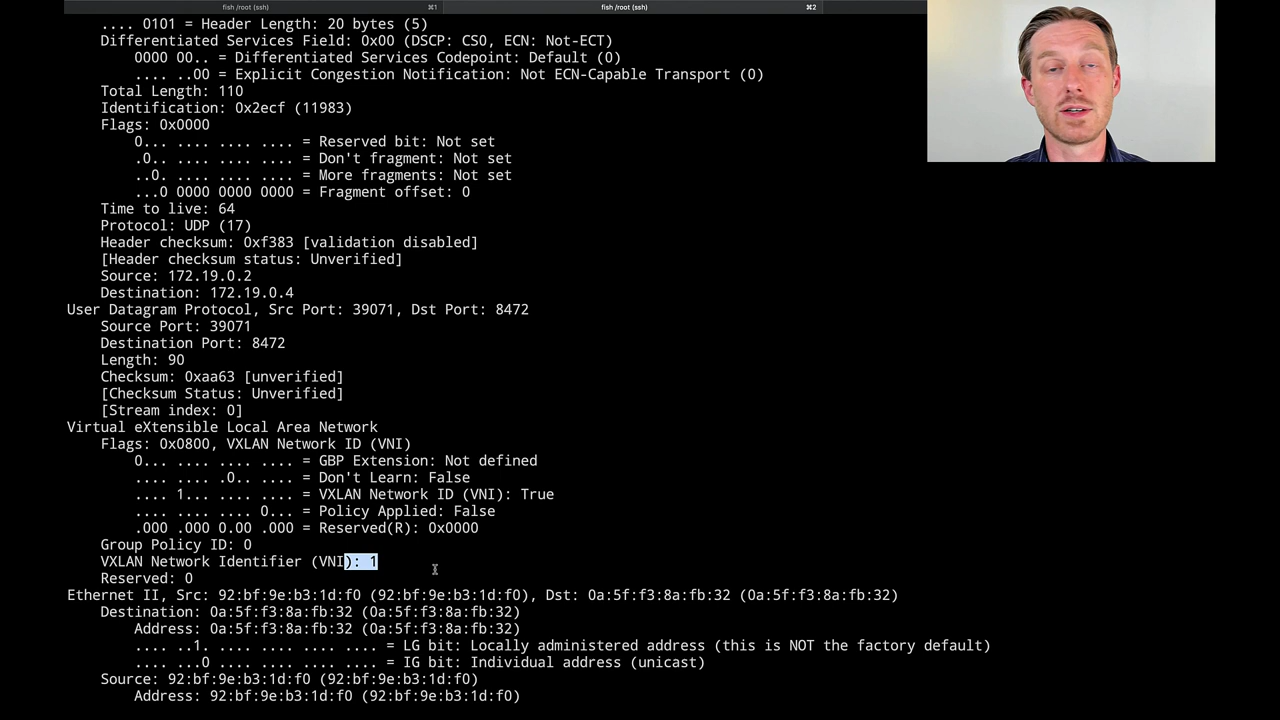 fish /root (ssh) ⌘1 fish /root (ssh) ⌘2
.... 0101 = Header Length: 20 bytes (5)
Differentiated Services Field: 0x00 (DSCP: CS0, ECN: Not-ECT)
0000 00.. = Differentiated Services Codepoint: Default (0)
.... ..00 = Explicit Congestion Notification: Not ECN-Capable Transport (0)
Total Length: 110
Identification: 0x2ecf (11983)
Flags: 0x0000
0... .... .... .... = Reserved bit: Not set
.0.. .... .... .... = Don't fragment: Not set
..0. .... .... .... = More fragments: Not set
...0 0000 0000 0000 = Fragment offset: 0
Time to live: 64
Protocol: UDP (17)
Header checksum: 0xf383 [validation disabled]
[Header checksum status: Unverified]
Source: 172.19.0.2
Destination: 172.19.0.4
User Datagram Protocol, Src Port: 39071, Dst Port: 8472
Source Port: 39071
Destination Port: 8472
Length: 90
Checksum: 0xaa63 [unverified]
[Checksum Status: Unverified]
[Stream index: 0]
Virtual eXtensible Local Area Network
Flags: 0x0800, VXLAN Network ID (VNI)
0... .... .... .... = GBP Extension: Not defined
.... .... .0.. .... = Don't Learn: False
.... 1... .... .... = VXLAN Network ID (VNI): True
.... .... .... 0... = Policy Applied: False
.000 .000 0.00 .000 = Reserved(R): 0x0000
Group Policy ID: 0
VXLAN Network Identifier (VNI): 1
Reserved: 0
Ethernet II, Src: 92:bf:9e:b3:1d:f0 (92:bf:9e:b3:1d:f0), Dst: 0a:5f:f3:8a:fb:32 (0a:5f:f3:8a:fb:32)
Destination: 0a:5f:f3:8a:fb:32 (0a:5f:f3:8a:fb:32)
Address: 0a:5f:f3:8a:fb:32 (0a:5f:f3:8a:fb:32)
.... ..1. .... .... .... .... = LG bit: Locally administered address (this is NOT the factory default)
.... ...0 .... .... .... .... = IG bit: Individual address (unicast)
Source: 92:bf:9e:b3:1d:f0 (92:bf:9e:b3:1d:f0)
Address: 92:bf:9e:b3:1d:f0 (92:bf:9e:b3:1d:f0)